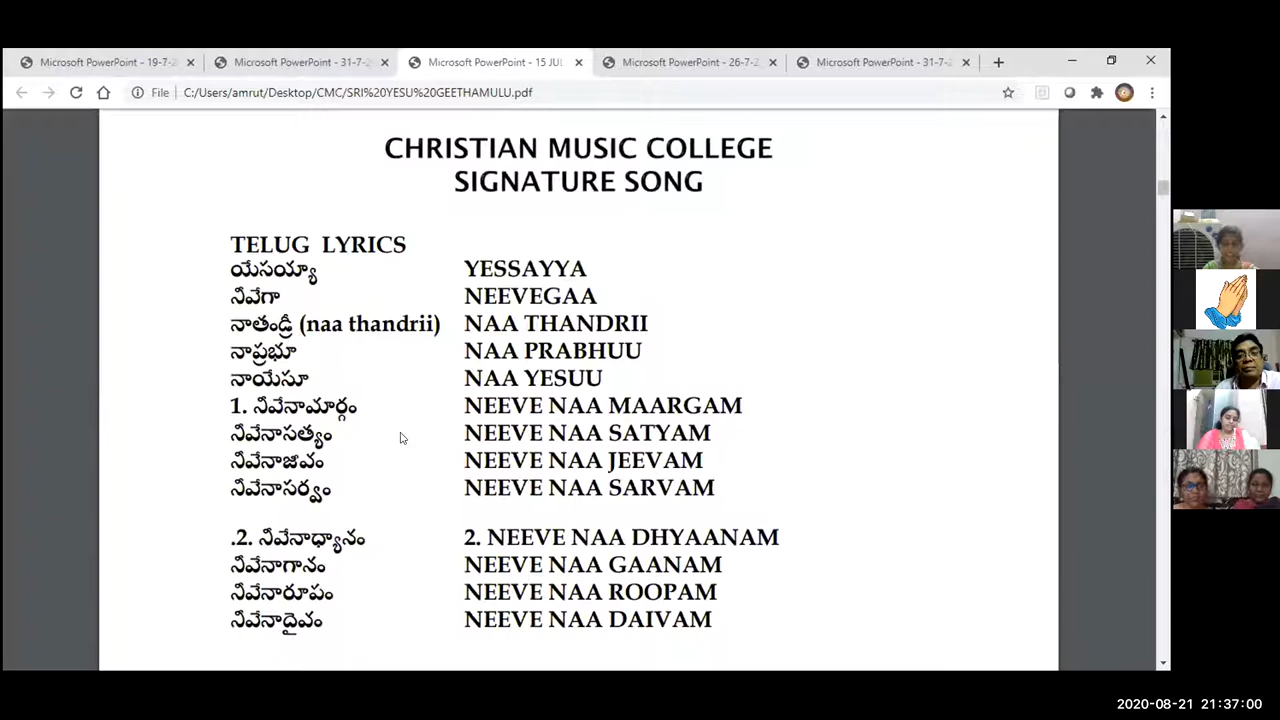 Microsoft PowerPoint - 19-7-2
Microsoft PowerPoint - 31-7-2
Microsoft PowerPoint - 15 JUL
Microsoft PowerPoint - 26-7-2
Microsoft PowerPoint - 31-7-2
File C:/Users/amrut/Desktop/CMC/SRI%20YESU%20GEETHAMULU.pdf
CHRISTIAN MUSIC COLLEGE
SIGNATURE SONG
TELUG LYRICS
యేసయ్యా YESSAYYA
నీవేగా NEEVEGAA
నాతండ్రీ (naa thandrii) NAA THANDRII
నాప్రభూ NAA PRABHUU
నాయేసూ NAA YESUU
1. నీవేనామార్గం NEEVE NAA MAARGAM
నీవేనాసత్యం NEEVE NAA SATYAM
నీవేనాజీవం NEEVE NAA JEEVAM
నీవేనాసర్వం NEEVE NAA SARVAM
.2. నీవేనాధ్యానం 2. NEEVE NAA DHYAANAM
నీవేనాగానం NEEVE NAA GAANAM
నీవేనారూపం NEEVE NAA ROOPAM
నీవేనాదైవం NEEVE NAA DAIVAM
2020-08-21 21:37:00